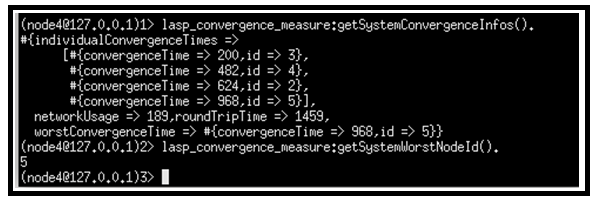 (node4@127.0.0.1)1> lasp_convergence_measure:getSystemConvergenceInfos().
#{individualConvergenceTimes =>
[#{convergenceTime => 200,id => 3},
#{convergenceTime => 482,id => 4},
#{convergenceTime => 624,id => 2},
#{convergenceTime => 968,id => 5}],
networkUsage => 189,roundTripTime => 1459,
worstConvergenceTime => #{convergenceTime => 968,id => 5}}
(node4@127.0.0.1)2> lasp_convergence_measure:getSystemWorstNodeId().
5
(node4@127.0.0.1)3>